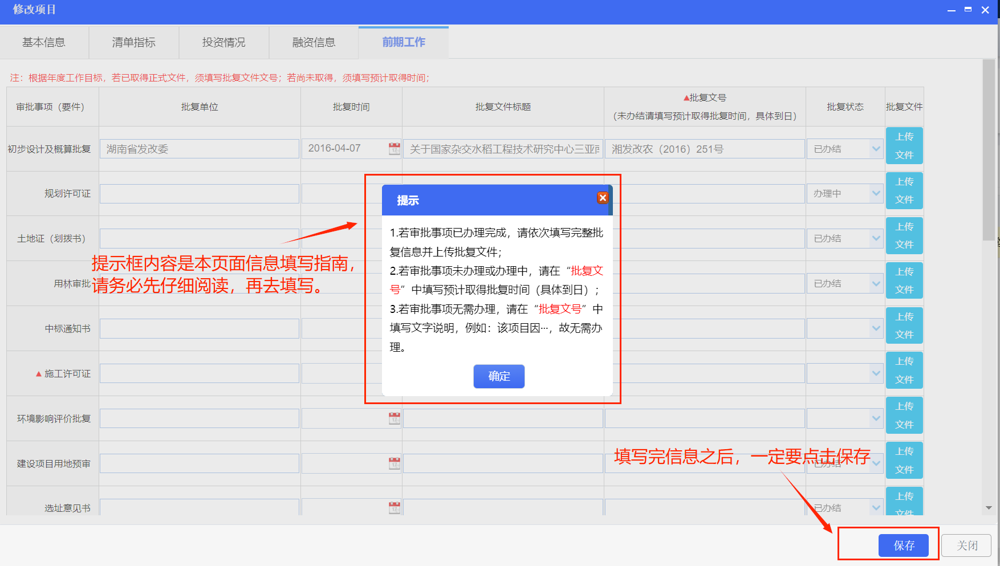 修改项目
基本信息
清单指标
投资情况
融资信息
前期工作
注：根据年度工作目标，若已取得正式文件，须填写批复文件文号；若尚未取得，须填写预计取得时间；
审批事项（要件）
批复单位
批复时间
批复文件标题
▲批复文号
（未办结请填写预计取得批复时间，具体到日）
批复状态
批复文件
初步设计及概算批复
湖南省发改委
2016-04-07
关于国家杂交水稻工程技术研究中心三亚南
湘发改农（2016）251号
已办结
上传
文件
规划许可证
办理中
上传
文件
土地证（划拨书）
已办结
上传
文件
用林审批
已办结
上传
文件
中标通知书
上传
文件
▲施工许可证
上传
文件
环境影响评价批复
上传
文件
建设项目用地预审
已办结
上传
文件
选址意见书
已办结
上传
文件
提示
1.若审批事项已办理完成，请依次填写完整批
复信息并上传批复文件；
2.若审批事项未办理或办理中，请在“批复文
号”中填写预计取得批复时间（具体到日）；
3.若审批事项无需办理，请在“批复文号”中
填写文字说明，例如：该项目因···，故无需办
理。
确定
提示框内容是本页面信息填写指南，
请务必先仔细阅读，再去填写。
填写完信息之后，一定要点击保存
保存
关闭